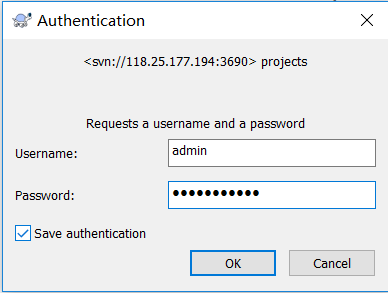 Authentication
<svn://118.25.177.194:3690> projects
Requests a username and a password
Username:
admin
Password:
●●●●●●●●●●●
Save authentication
OK
Cancel